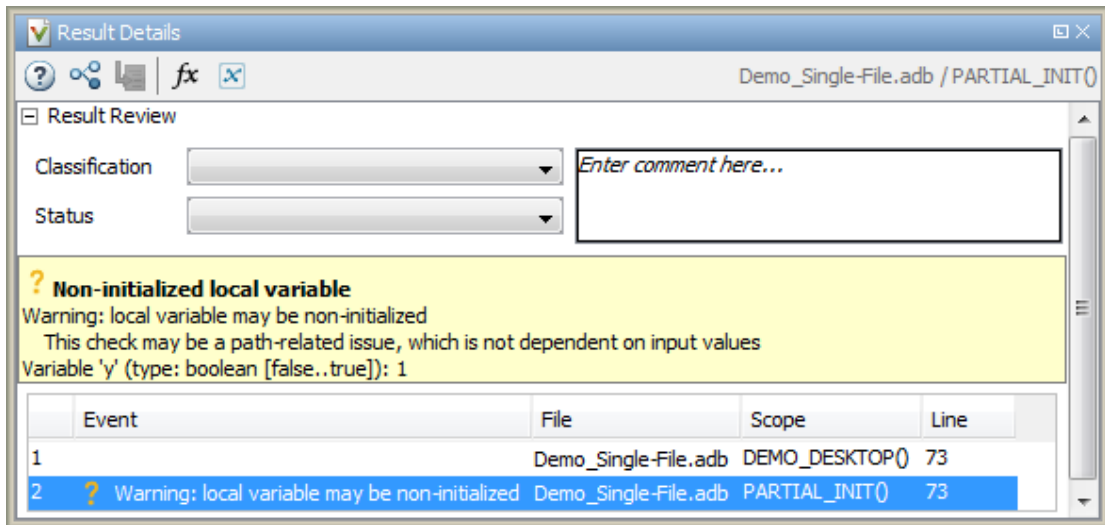 Result Details
fx x Demo_Single-File.adb / PARTIAL_INIT()
Result Review
Classification
Enter comment here...
Status
? Non-initialized local variable
Warning: local variable may be non-initialized
This check may be a path-related issue, which is not dependent on input values
Variable 'y' (type: boolean [false..true]): 1
Event File Scope Line
1 Demo_Single-File.adb DEMO_DESKTOP() 73
2 ? Warning: local variable may be non-initialized Demo_Single-File.adb PARTIAL_INIT() 73